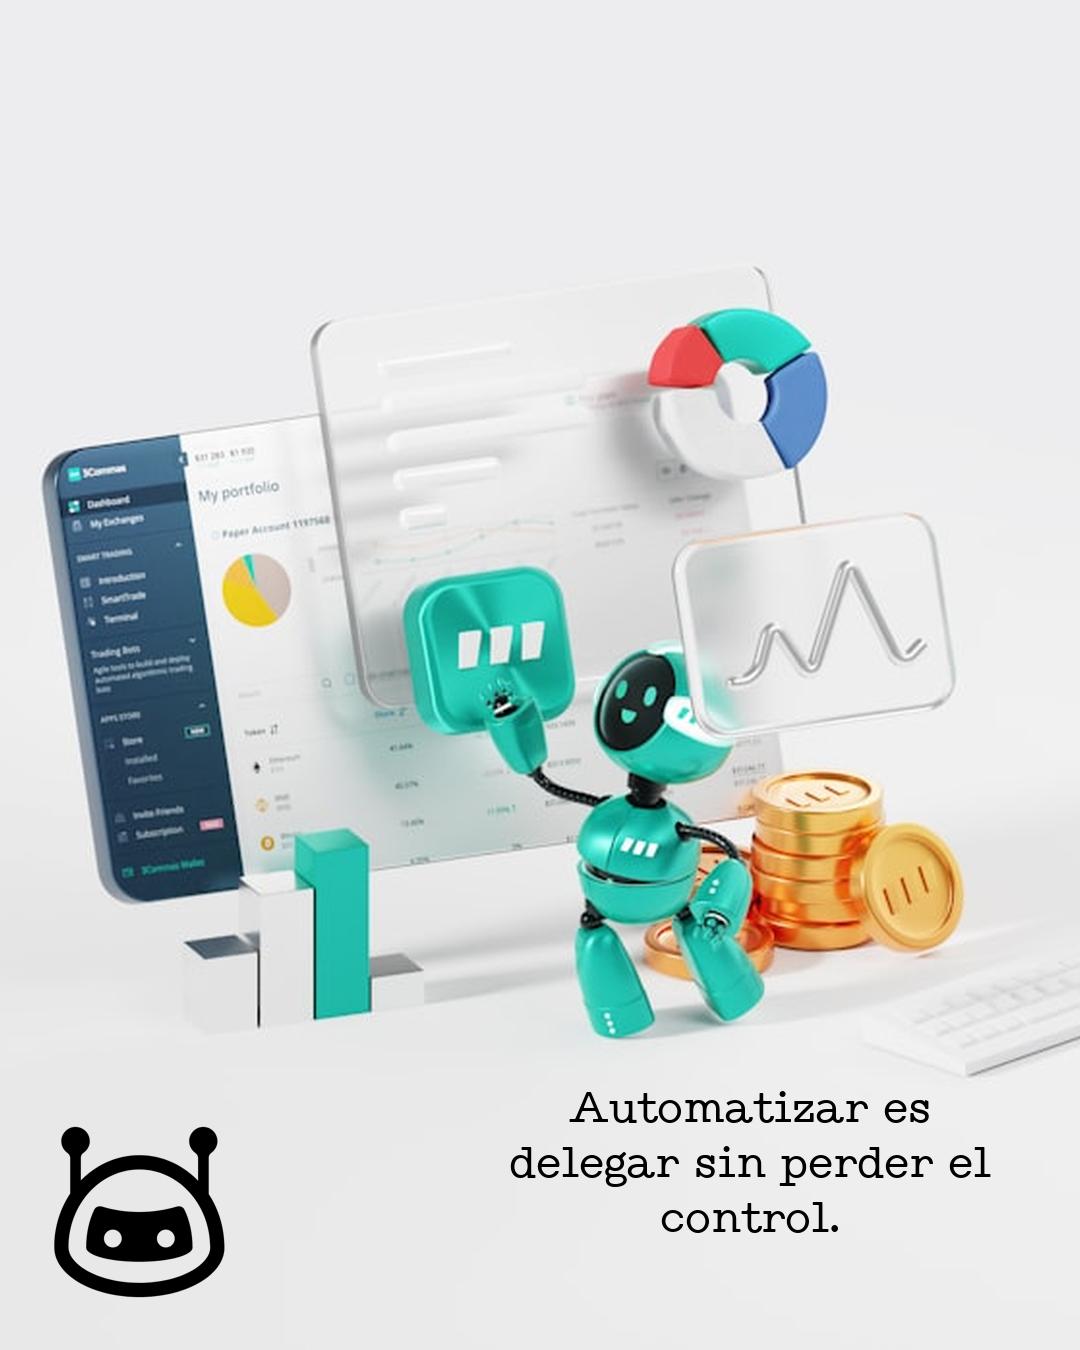 3Commas
Dashboard
My Exchanges
SMART TRADING
Introduction
SmartTrade
Terminal
Trading Bots
Agile tools to build and deploy
automated algorithmic trading
bots
APPS STORE
Store NEW
Installed
Favorites
Invite Friends
Subscription
3Commas Wallet
My portfolio
Paper Account 1197568
Token
Ethereum
Automatizar es
delegar sin perder el
control.